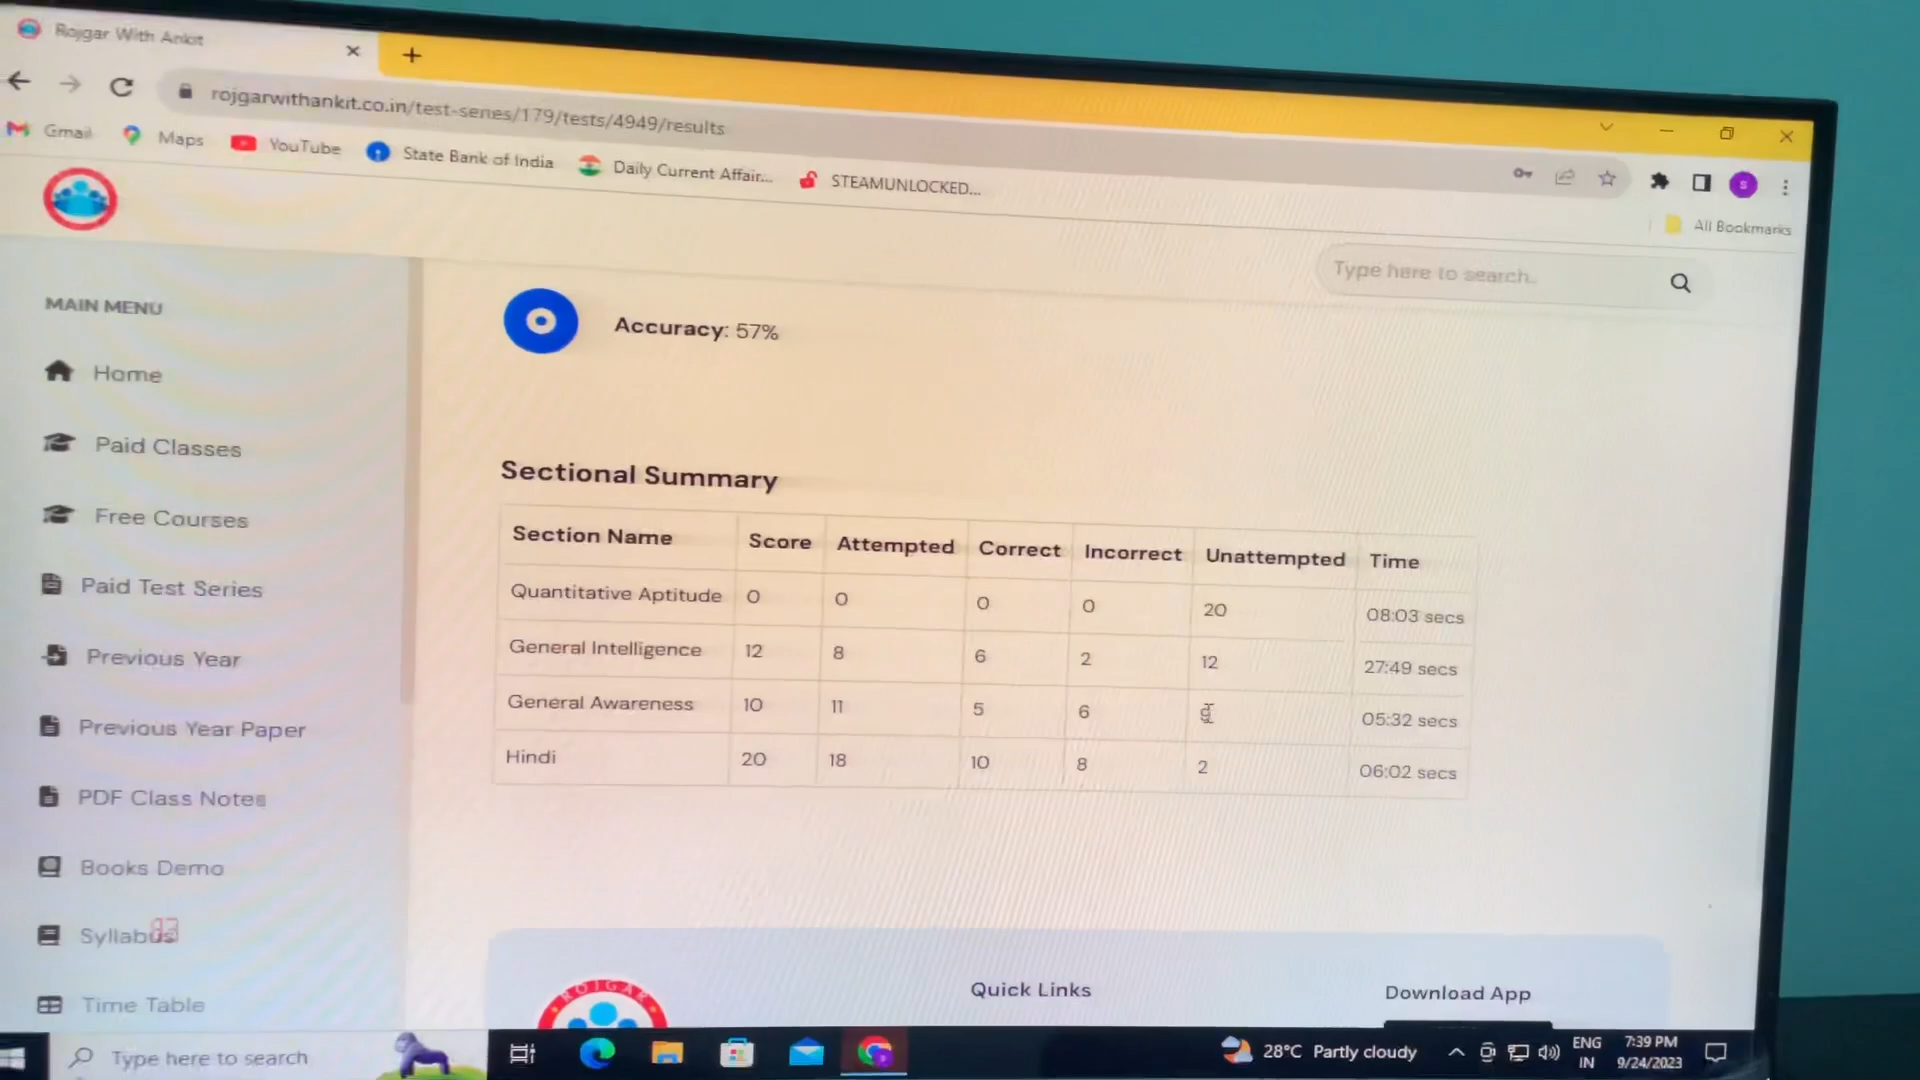 Rojgar With Ankit
rojgarwithankit.co.in/test-series/179/tests/4949/results
Gmail Maps YouTube State Bank of India Daily Current Affair... STEAMUNLOCKED...
All Bookmarks
Type here to search.
MAIN MENU
Home
Paid Classes
Free Courses
Paid Test Series
Previous Year
Previous Year Paper
PDF Class Notes
Books Demo
Syllabus
Time Table
Accuracy: 57%
Sectional Summary
Section Name Score Attempted Correct Incorrect Unattempted Time
Quantitative Aptitude 0 0 0 0 20 08:03 secs
General Intelligence 12 8 6 2 12 27:49 secs
General Awareness 10 11 5 6 05:32 secs
Hindi 20 18 10 8 2 06:02 secs
ROJGAR
Quick Links
Download App
Type here to search
28°C Partly cloudy
ENG
IN
7:39 PM
9/24/2023